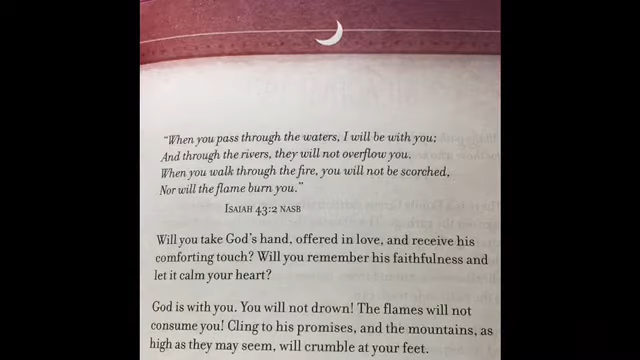 “When you pass through the waters, I will be with you;
And through the rivers, they will not overflow you.
When you walk through the fire, you will not be scorched,
Nor will the flame burn you.”
Isaiah 43:2 NASB
Will you take God’s hand, offered in love, and receive his
comforting touch? Will you remember his faithfulness and
let it calm your heart?
God is with you. You will not drown! The flames will not
consume you! Cling to his promises, and the mountains, as
high as they may seem, will crumble at your feet.